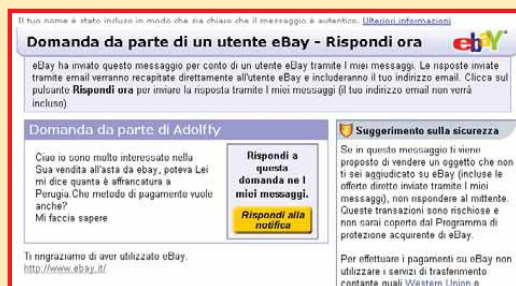 Il tuo nome è stato incluso in modo che sia chiaro che il messaggio è autentico. Ulteriori informazioni
Domanda da parte di un utente eBay - Rispondi ora
ebY
eBay ha inviato questo messaggio per conto di un utente eBay tramite I miei messaggi. Le risposte inviate
tramite email verranno recapitate direttamente all'utente eBay e includeranno il tuo indirizzo email. Clicca sul
pulsante Rispondi ora per inviare la risposta tramite I miei messaggi (il tuo indirizzo email non verrà
incluso).
Domanda da parte di Adolffy
Ciao io sono molto interessato nella
Sua vendita all'asta da ebay, poteva Lei
mi dice quanta è affrancatura a
Perugia.Che metodo di pagamento vuole
anche?
Mi faccia sapere
Rispondi a
questa
domanda ne I
miei messaggi.
Rispondi alla
notifica
Ti ringraziamo di aver utilizzato eBay.
http://www.ebay.it/
Suggerimento sulla sicurezza
Se in questo messaggio ti viene
proposto di vendere un oggetto che non
ti sei aggiudicato su eBay (incluse le
offerte dirette inviate tramite I miei
messaggi), non rispondere al mittente.
Queste transazioni sono rischiose e
non sarai coperto dal Programma di
protezione acquirente di eBay.
Per effettuare i pagamenti su eBay non
utilizzare i servizi di trasferimento
contante quali Western Union o